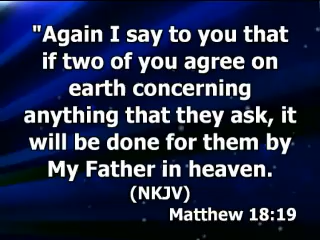 "Again I say to you that
if two of you agree on
earth concerning
anything that they ask, it
will be done for them by
My Father in heaven.
(NKJV)
Matthew 18:19